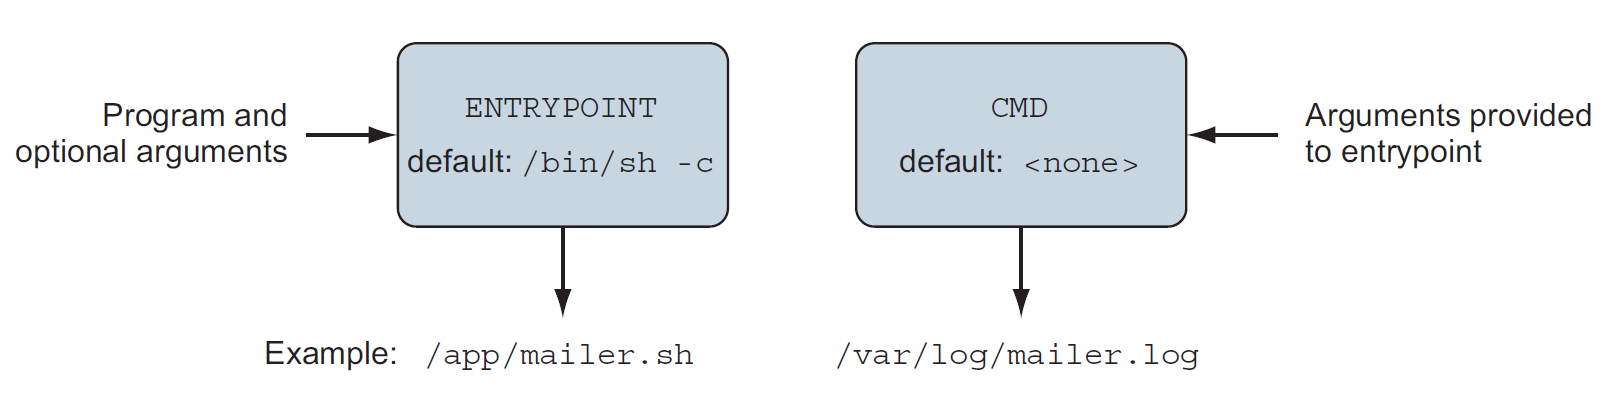 Program and
optional arguments
ENTRYPOINT
default: /bin/sh -c
CMD
default: <none>
Arguments provided
to entrypoint
Example: /app/mailer.sh
/var/log/mailer.log